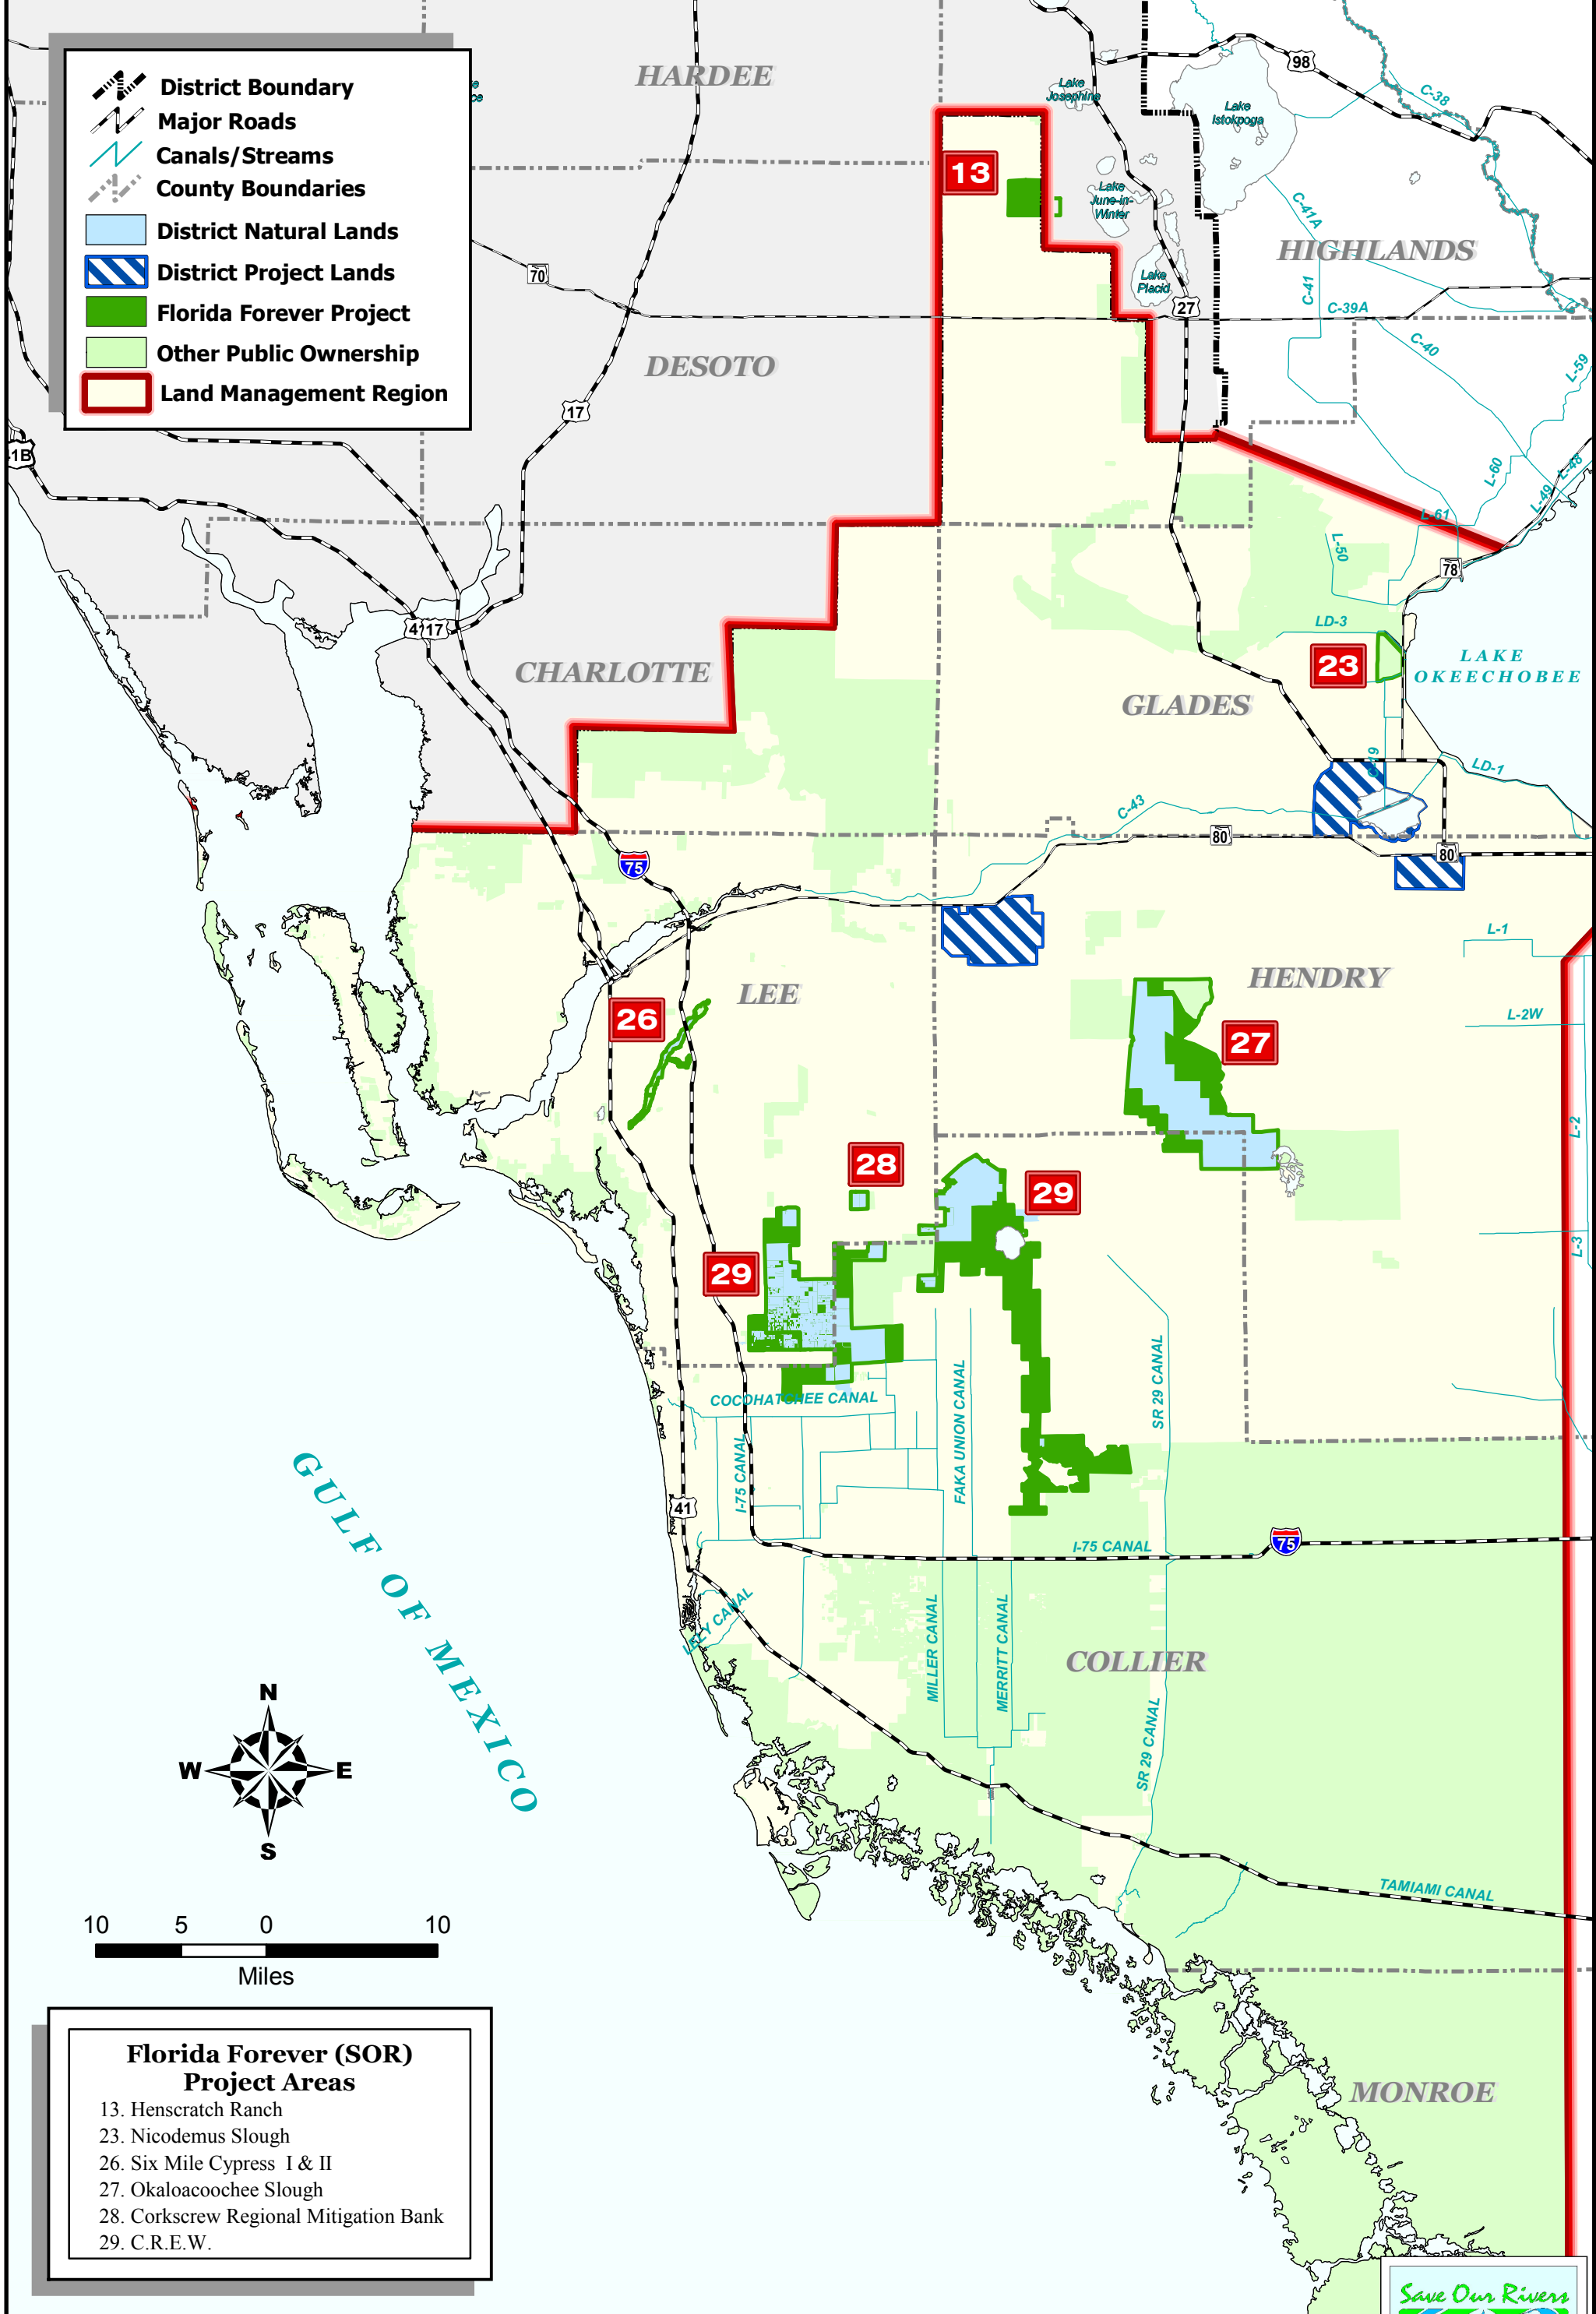 District Boundary
Major Roads
Canals/Streams
County Boundaries
District Natural Lands
District Project Lands
Florida Forever Project
Other Public Ownership
Land Management Region
HARDEE
Lake
Josephine
98
Lake
Istokpoga
C-38
13
Lake
June-in-
Winter
C-41A
HIGHLANDS
70
Lake
Placid
27
C-41
C-39A
C-40
L-59
DESOTO
17
1B
L-60
L-48
L-49
L-61
L-50
78
41
17
LD-3
23
LAKE
OKEECHOBEE
CHARLOTTE
GLADES
LD-1
C-43
80
80
75
L-1
LEE
HENDRY
26
L-2W
27
L-2
28
29
29
L-3
COCOHATCHEE CANAL
FAKA UNION CANAL
SR 29 CANAL
I-75 CANAL
41
I-75 CANAL
75
GULF OF MEXICO
LELY CANAL
MILLER CANAL
MERRITT CANAL
COLLIER
SR 29 CANAL
N
W
E
S
TAMIAMI CANAL
10 5 0 10
Miles
MONROE
Florida Forever (SOR)
Project Areas
13. Henscratch Ranch
23. Nicodemus Slough
26. Six Mile Cypress I & II
27. Okaloacoochee Slough
28. Corkscrew Regional Mitigation Bank
29. C.R.E.W.
Save Our Rivers